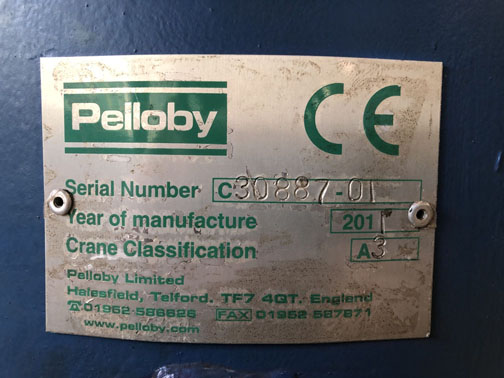 Pelloby
CE
Serial Number C30887-01
Year of manufacture 2011
Crane Classification A3
Pelloby Limited
Halesfield, Telford. TF7 4QT. England
☎01952 586626 FAX 01952 587871
www.pelloby.com